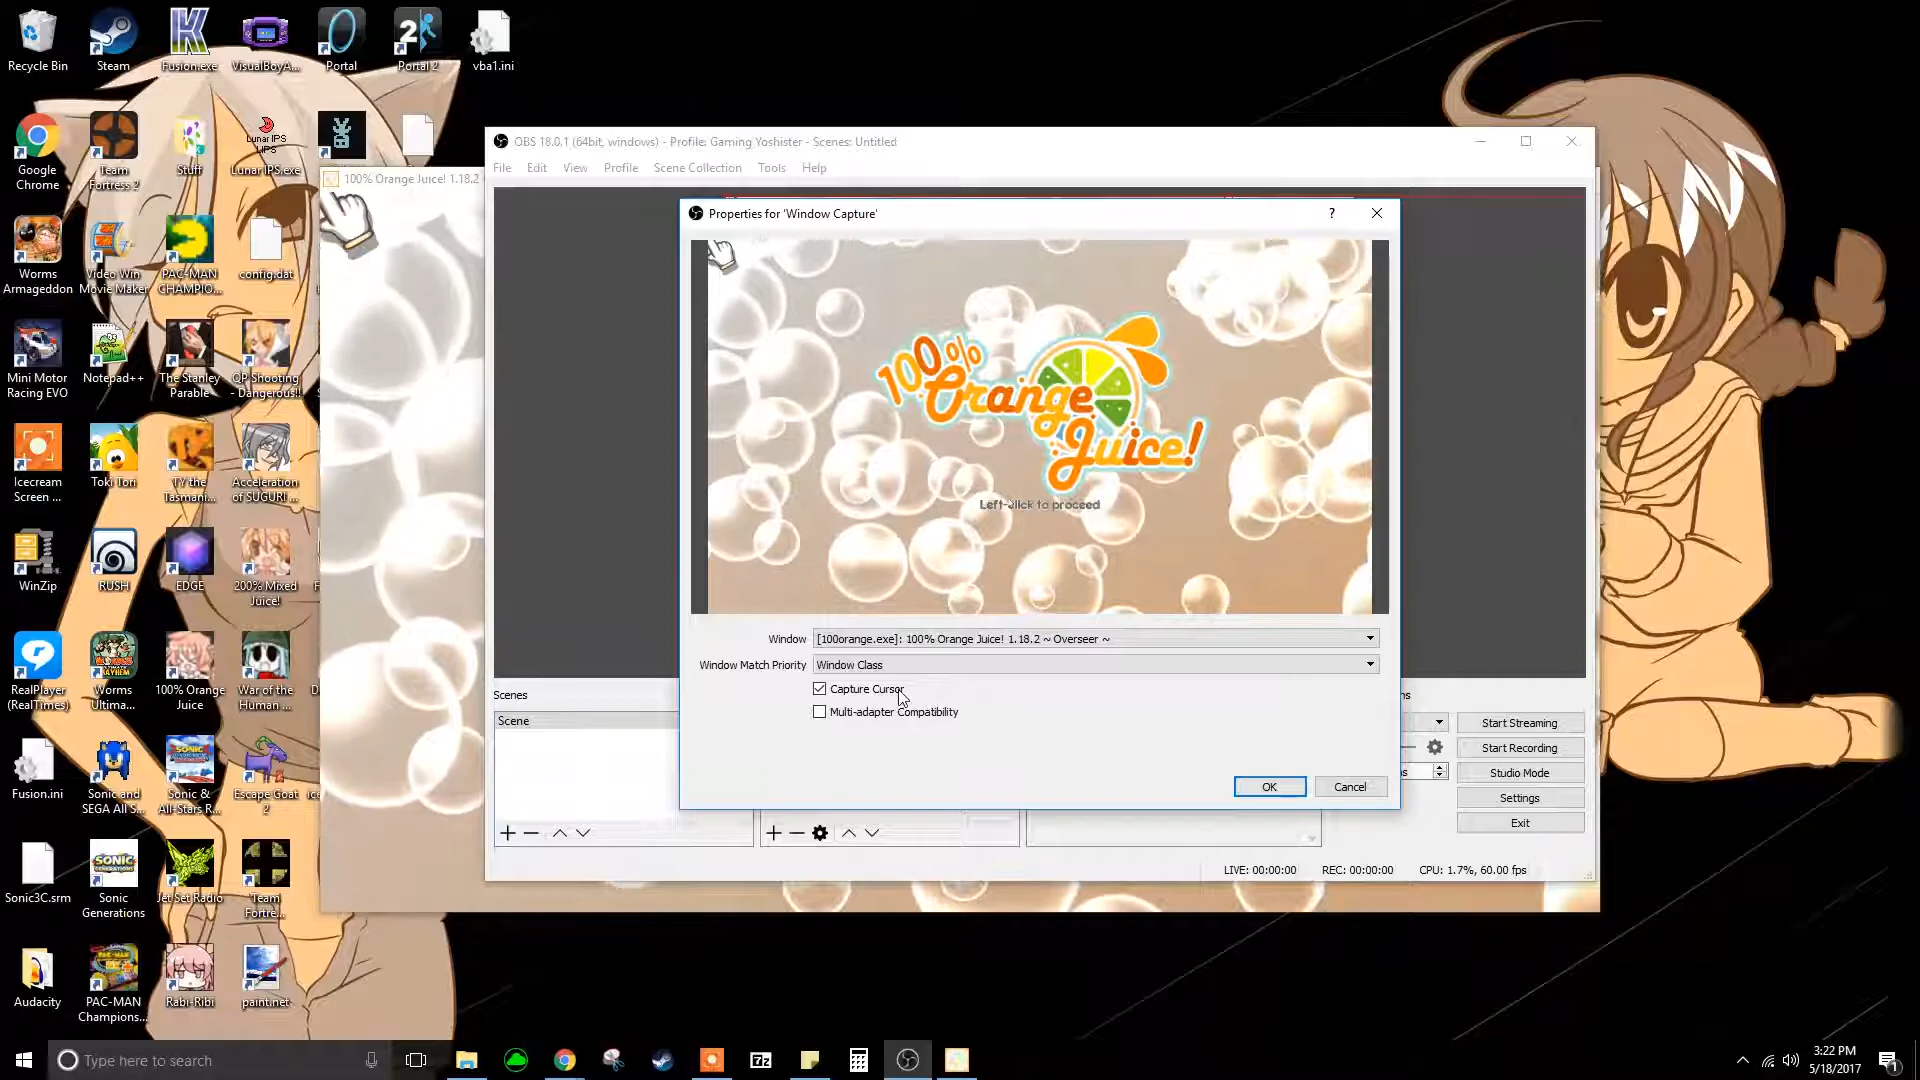 Recycle Bin
Steam
Fusion.exe
VisualBoyA...
Portal
2
Portal 2
vba1.ini
Google
Chrome
Team
Fortress 2
Stuff
Lunar IPS
Lunar IPS.exe
Worms
Armageddon
Video Win
Movie Maker
PAC-MAN
CHAMPIO...
config.dat
Mini Motor
Racing EVO
Notepad++
The Stanley
Parable
QP Shooting
- Dangerous!!
Icecream
Screen ...
Toki Tori
TY the
Tasmani...
Acceleration
of SUGURI ...
WinZip
RUSH
EDGE
200% Mixed
Juice!
RealPlayer
(RealTimes)
Worms
Ultima...
100% Orange
Juice
War of the
Human ...
Fusion.ini
Sonic and
SEGA All S...
Sonic &
All-Stars R...
Escape Goat
2
Sonic3C.srm
Sonic
Generations
Jet Set Radio
Team
Fortre...
Audacity
PAC-MAN
Champions...
Rabi-Ribi
paint.net
100% Orange Juice! 1.18.2
OBS 18.0.1 (64bit, windows) - Profile: Gaming Yoshister - Scenes: Untitled
File Edit View Profile Scene Collection Tools Help
Properties for 'Window Capture'
?
100%
Orange
Juice!
Left-click to proceed
Window [100orange.exe]: 100% Orange Juice! 1.18.2 ~ Overseer ~
Window Match Priority Window Class
Capture Cursor
Multi-adapter Compatibility
OK Cancel
Scenes
Scene
Start Streaming
Start Recording
Studio Mode
Settings
Exit
LIVE: 00:00:00 REC: 00:00:00 CPU: 1.7%, 60.00 fps
Type here to search
7z
3:22 PM
5/18/2017
1